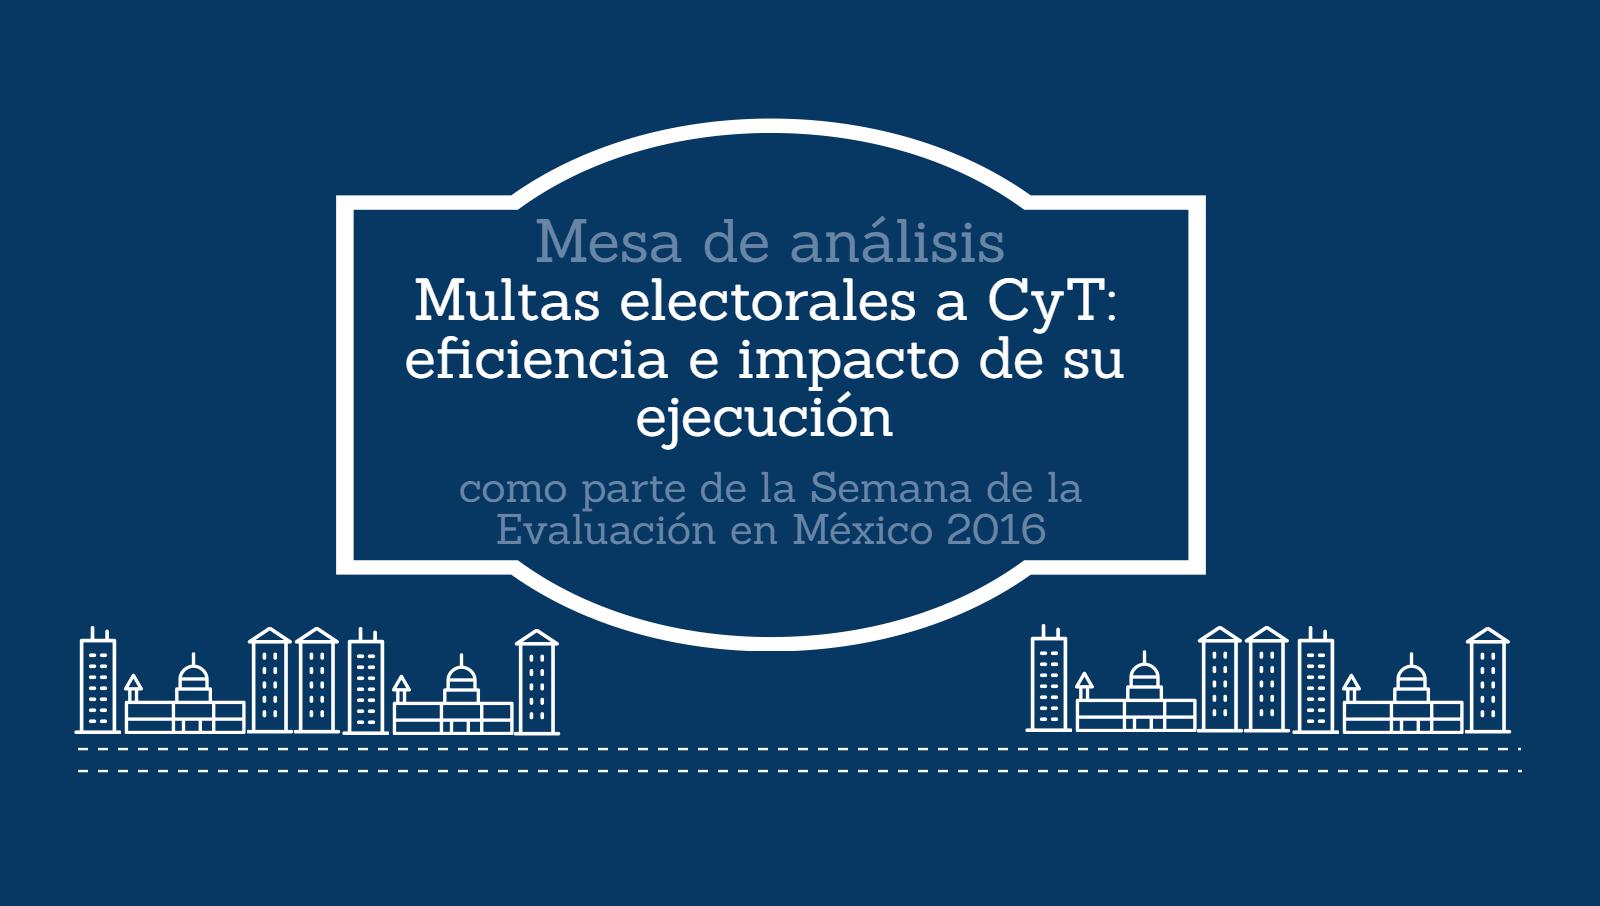 Mesa de análisis
Multas electorales a CyT:
eficiencia e impacto de su
ejecución
como parte de la Semana de la
Evaluación en México 2016